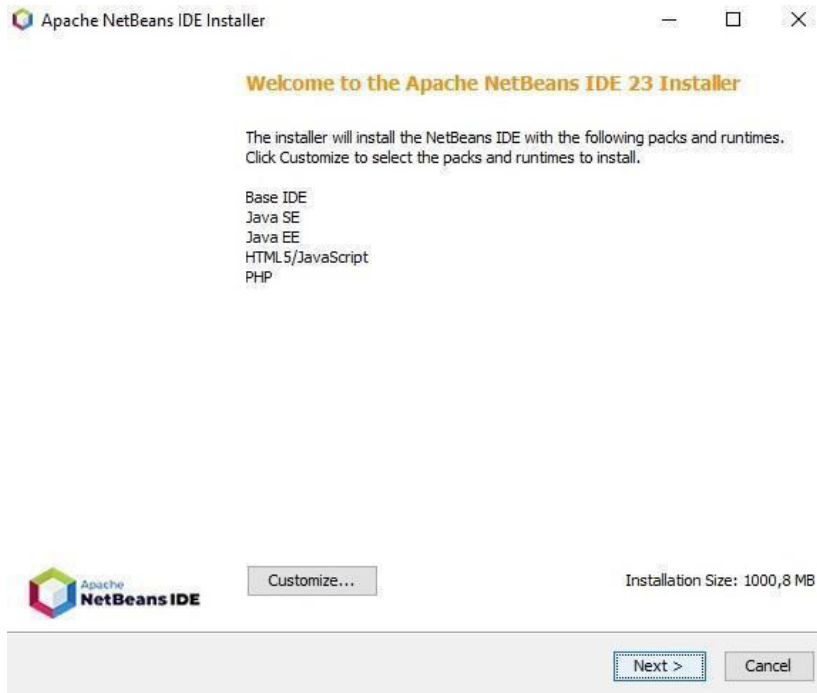 Apache NetBeans IDE Installer
Welcome to the Apache NetBeans IDE 23 Installer
The installer will install the NetBeans IDE with the following packs and runtimes.
Click Customize to select the packs and runtimes to install.
Base IDE
Java SE
Java EE
HTML5/JavaScript
PHP
Apache
NetBeans IDE
Customize...
Installation Size: 1000,8 MB
Next >
Cancel